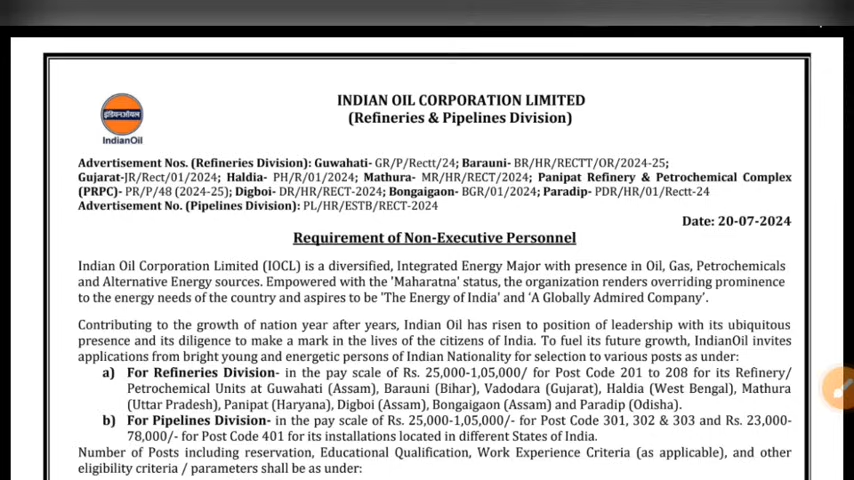 INDIAN OIL CORPORATION LIMITED
(Refineries & Pipelines Division)
इंडियनऑयल
IndianOil
Advertisement Nos. (Refineries Division): Guwahati- GR/P/Rectt/24; Barauni- BR/HR/RECTT/OR/2024-25;
Gujarat-JR/Rect/01/2024; Haldia- PH/R/01/2024; Mathura- MR/HR/RECT/2024; Panipat Refinery & Petrochemical Complex
(PRPC)- PR/P/48 (2024-25); Digboi- DR/HR/RECT-2024; Bongaigaon- BGR/01/2024; Paradip- PDR/HR/01/Rectt-24
Advertisement No. (Pipelines Division): PL/HR/ESTB/RECT-2024
Date: 20-07-2024
Requirement of Non-Executive Personnel
Indian Oil Corporation Limited (IOCL) is a diversified, Integrated Energy Major with presence in Oil, Gas, Petrochemicals
and Alternative Energy sources. Empowered with the 'Maharatna' status, the organization renders overriding prominence
to the energy needs of the country and aspires to be 'The Energy of India' and 'A Globally Admired Company'.
Contributing to the growth of nation year after years, Indian Oil has risen to position of leadership with its ubiquitous
presence and its diligence to make a mark in the lives of the citizens of India. To fuel its future growth, IndianOil invites
applications from bright young and energetic persons of Indian Nationality for selection to various posts as under:
a) For Refineries Division- in the pay scale of Rs. 25,000-1,05,000/ for Post Code 201 to 208 for its Refinery/
Petrochemical Units at Guwahati (Assam), Barauni (Bihar), Vadodara (Gujarat), Haldia (West Bengal), Mathura
(Uttar Pradesh), Panipat (Haryana), Digboi (Assam), Bongaigaon (Assam) and Paradip (Odisha).
b) For Pipelines Division- in the pay scale of Rs. 25,000-1,05,000/- for Post Code 301, 302 & 303 and Rs. 23,000-
78,000/- for Post Code 401 for its installations located in different States of India.
Number of Posts including reservation, Educational Qualification, Work Experience Criteria (as applicable), and other
eligibility criteria / parameters shall be as under: